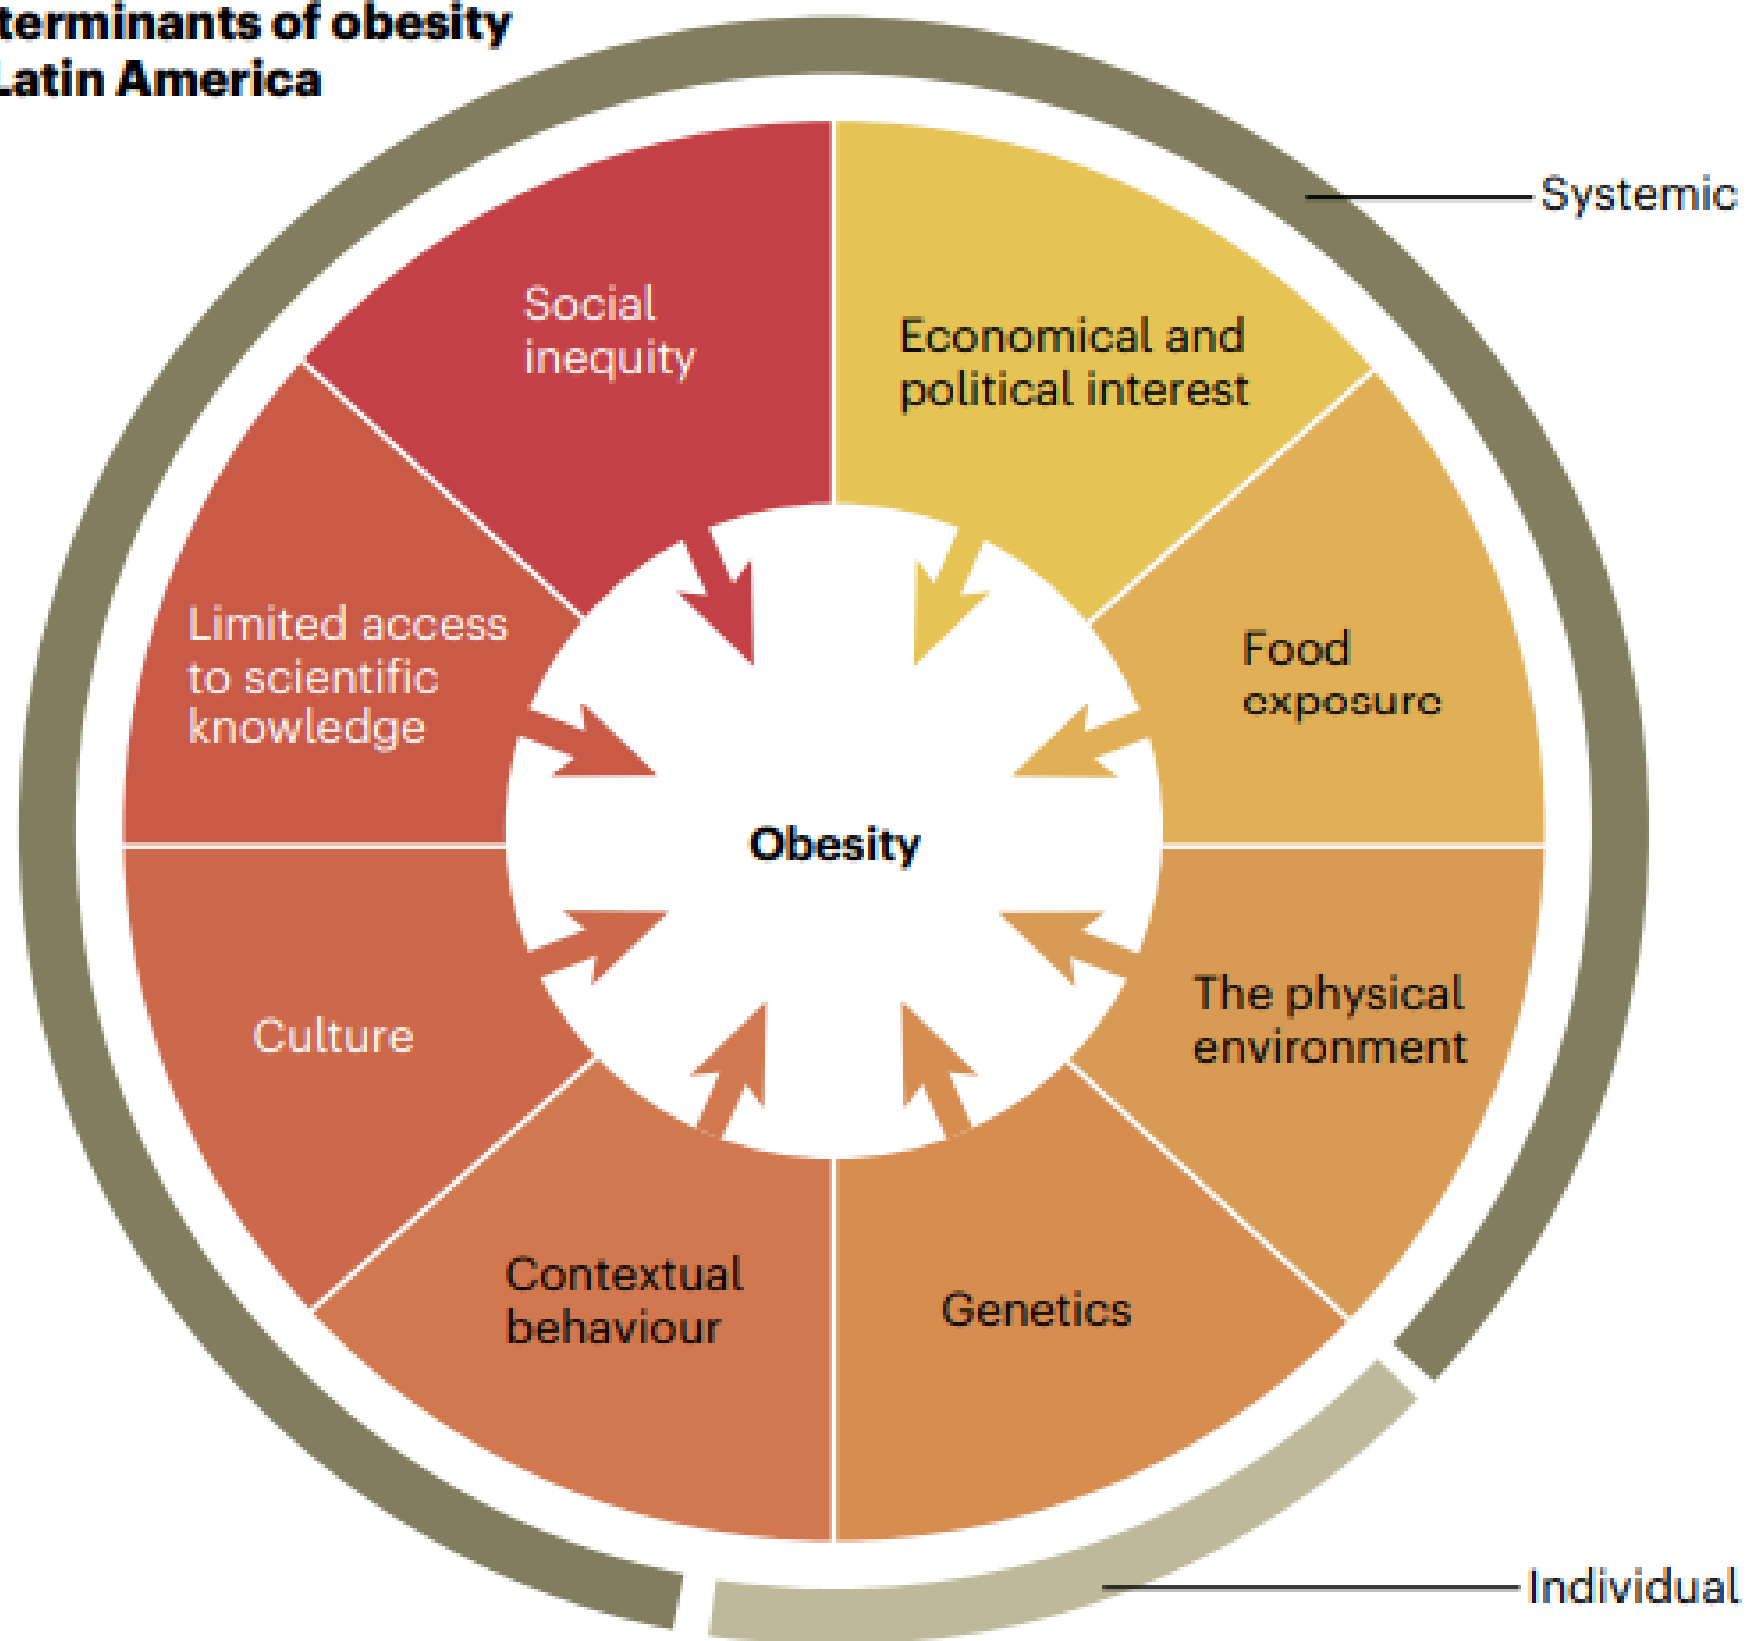 terminants of obesity
Latin America
Systemic
Social
inequity
Economical and
political interest
Limited access
to scientific
knowledge
Food
exposure
Obesity
The physical
environment
Culture
Contextual
behaviour
Genetics
Individual